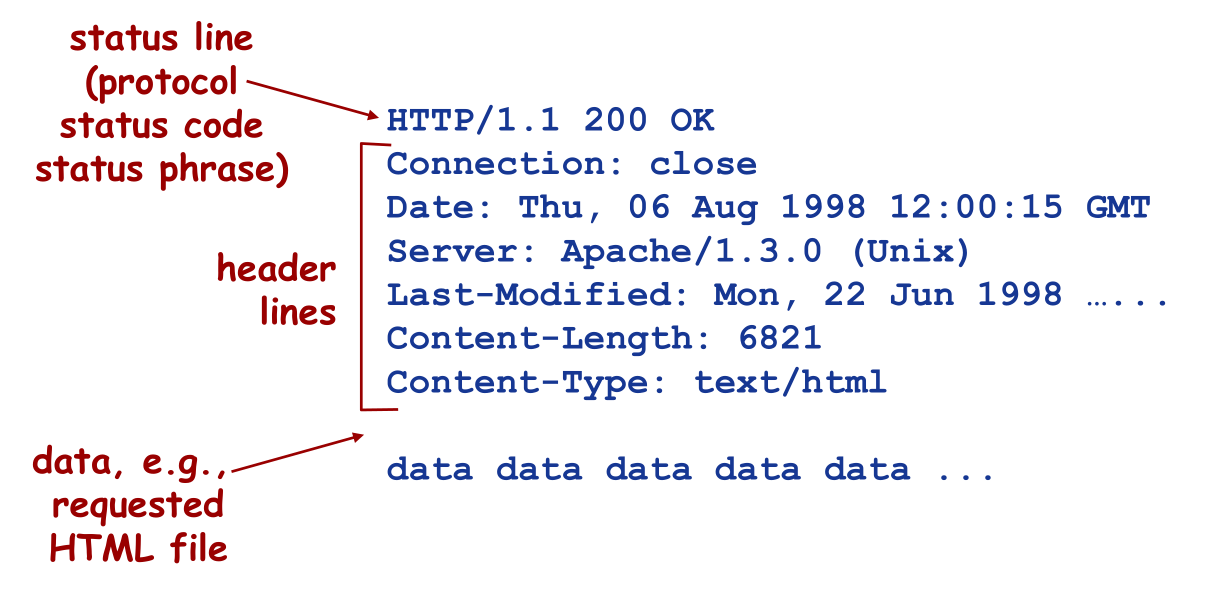 status line
(protocol
status code
status phrase)
HTTP/1.1 200 OK
Connection: close
Date: Thu, 06 Aug 1998 12:00:15 GMT
Server: Apache/1.3.0 (Unix)
Last-Modified: Mon, 22 Jun 1998 …...
Content-Length: 6821
Content-Type: text/html
header
lines
data, e.g.,
requested
HTML file
data data data data data ...